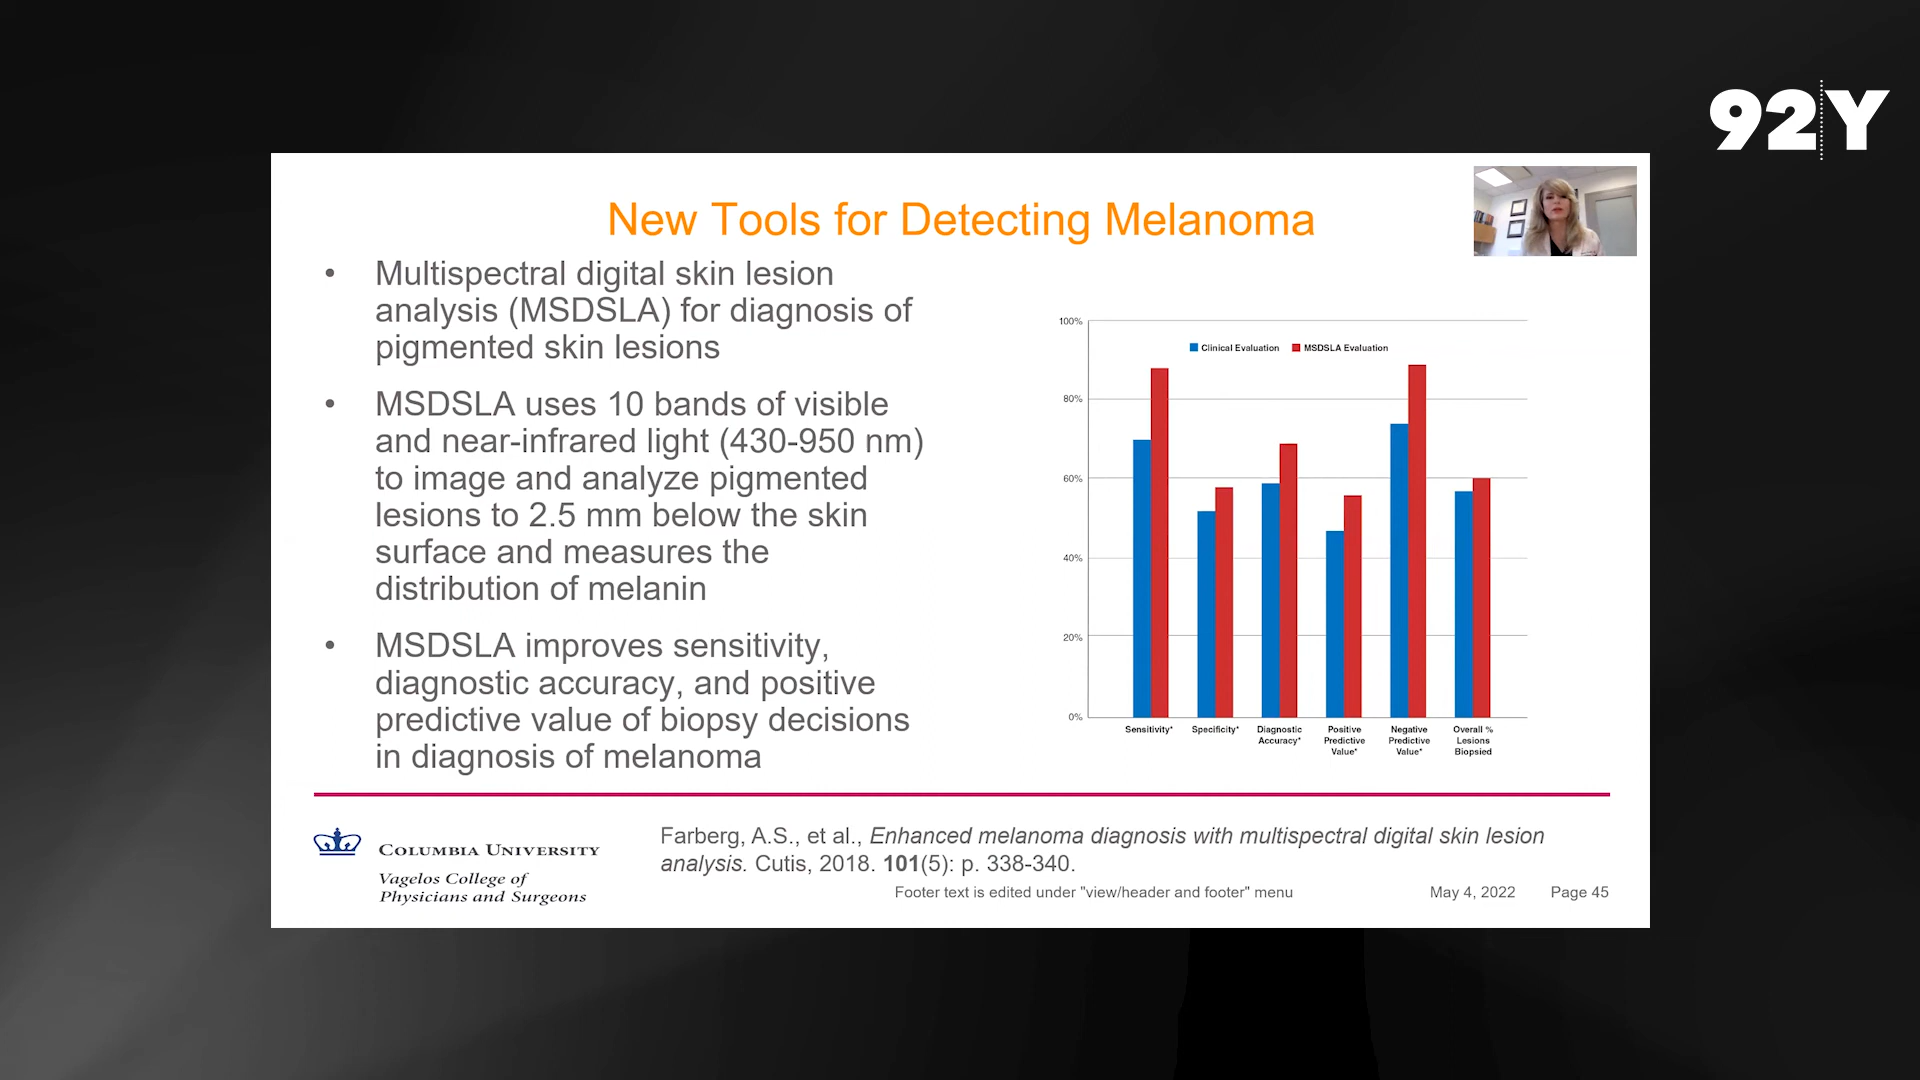 92Y
New Tools for Detecting Melanoma
• Multispectral digital skin lesion
analysis (MSDSLA) for diagnosis of
pigmented skin lesions
• MSDSLA uses 10 bands of visible
and near-infrared light (430-950 nm)
to image and analyze pigmented
lesions to 2.5 mm below the skin
surface and measures the
distribution of melanin
• MSDSLA improves sensitivity,
diagnostic accuracy, and positive
predictive value of biopsy decisions
in diagnosis of melanoma
Clinical Evaluation MSDSLA Evaluation
100%
80%
60%
40%
20%
0%
Sensitivity*
Specificity*
Diagnostic
Accuracy*
Positive
Predictive
Value*
Negative
Predictive
Value*
Overall %
Lesions
Biopsied
COLUMBIA UNIVERSITY
Vagelos College of
Physicians and Surgeons
Farberg, A.S., et al., Enhanced melanoma diagnosis with multispectral digital skin lesion
analysis. Cutis, 2018. 101(5): p. 338-340.
Footer text is edited under "view/header and footer" menu
May 4, 2022
Page 45